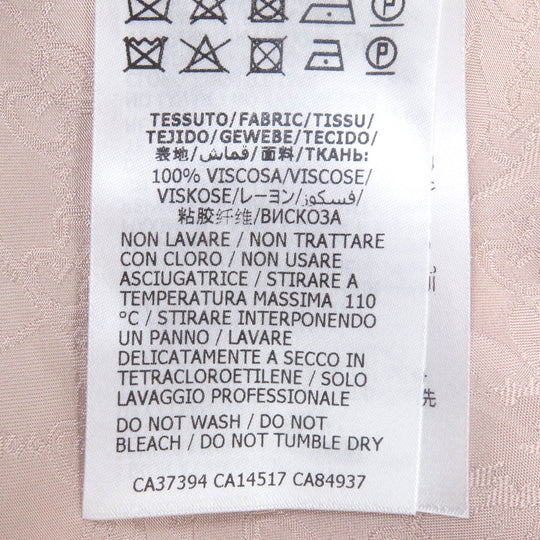 P
P
TESSUTO/FABRIC/TISSU/
TEJIDO/GEWEBE/TECIDO/
表地/قماش/面料/ТКАНЬ:
100% VISCOSA/VISCOSE/
VISKOSE/レーヨン/فسكوز/
粘胶纤维/ВИСКОЗА
NON LAVARE / NON TRATTARE
CON CLORO / NON USARE
ASCIUGATRICE / STIRARE A
TEMPERATURA MASSIMA 110
°C / STIRARE INTERPONENDO
UN PANNO / LAVARE
DELICATAMENTE A SECCO IN
TETRACLOROETILENE / SOLO
LAVAGGIO PROFESSIONALE
DO NOT WASH / DO NOT
BLEACH / DO NOT TUMBLE DRY
CA37394 CA14517 CA84937
先